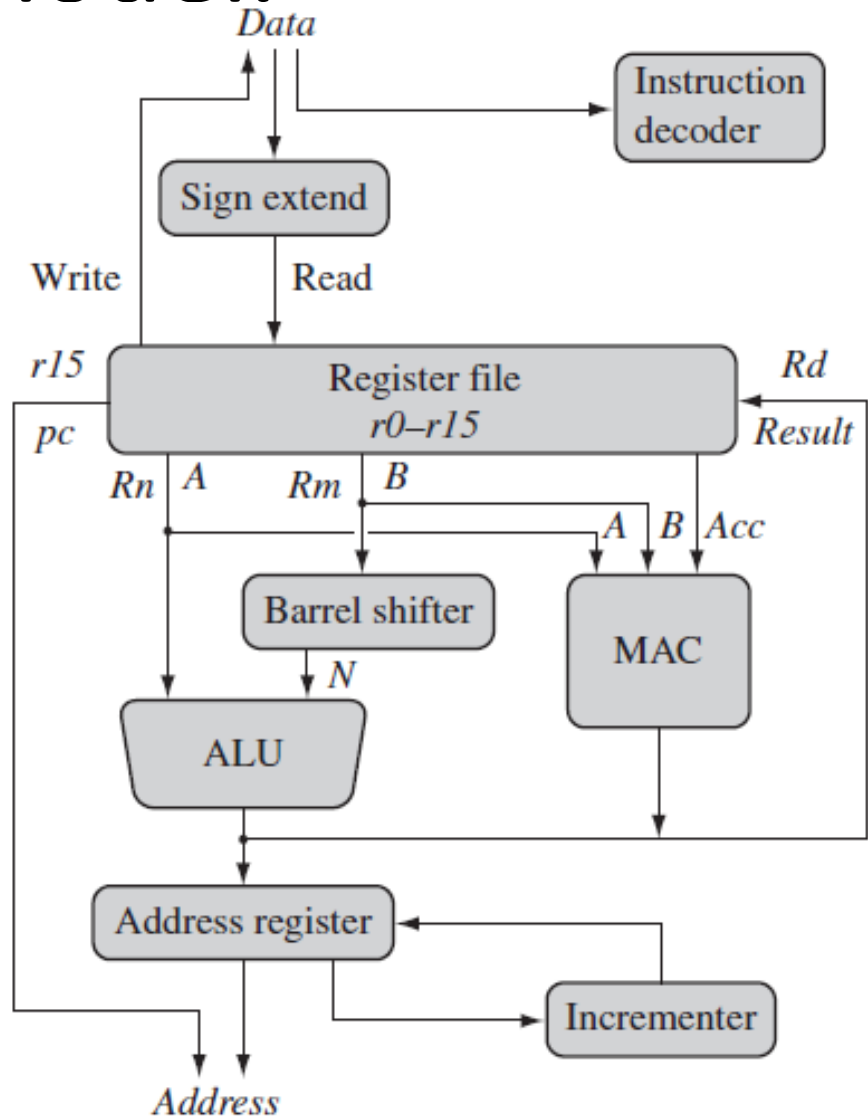 Data
Instruction
decoder
Sign extend
Write
Read
r15
Register file
Rd
pc
r0–r15
Result
Rn
A
Rm
B
A
B
Acc
Barrel shifter
MAC
N
ALU
Address register
Incrementer
Address